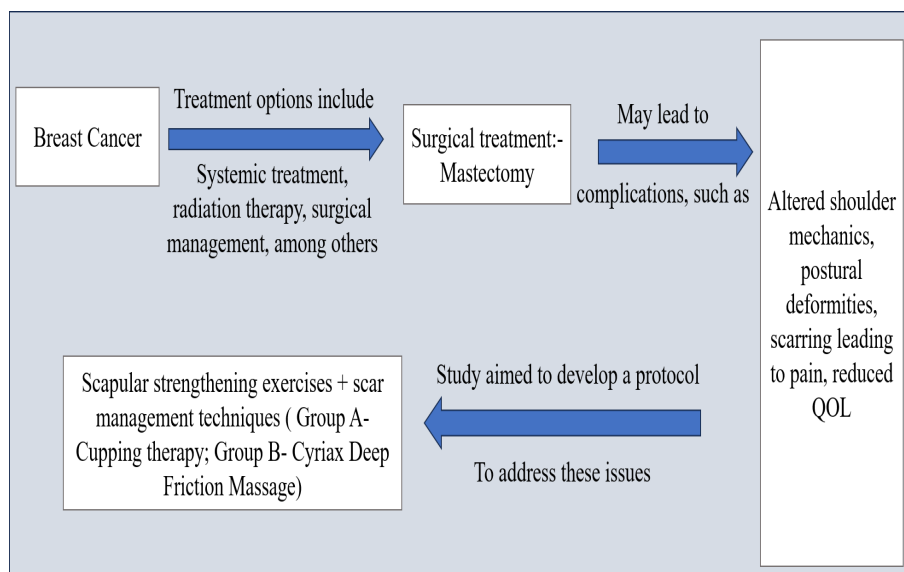 Breast Cancer
Treatment options include
Systemic treatment,
radiation therapy, surgical
management, among others
Surgical treatment:-
Mastectomy
May lead to
complications, such as
Altered shoulder
mechanics,
postural
deformities,
scarring leading
to pain, reduced
QOL
Study aimed to develop a protocol
To address these issues
Scapular strengthening exercises + scar
management techniques ( Group A-
Cupping therapy; Group B- Cyriax Deep
Friction Massage)